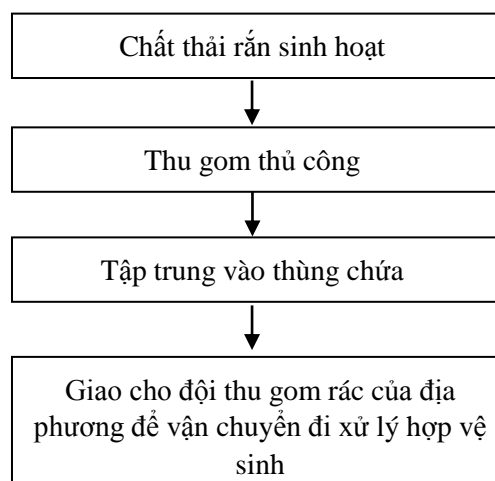 Chất thải rắn sinh hoạt
Thu gom thủ công
Tập trung vào thùng chứa
Giao cho đội thu gom rác của địa
phương để vận chuyển đi xử lý hợp vệ
sinh